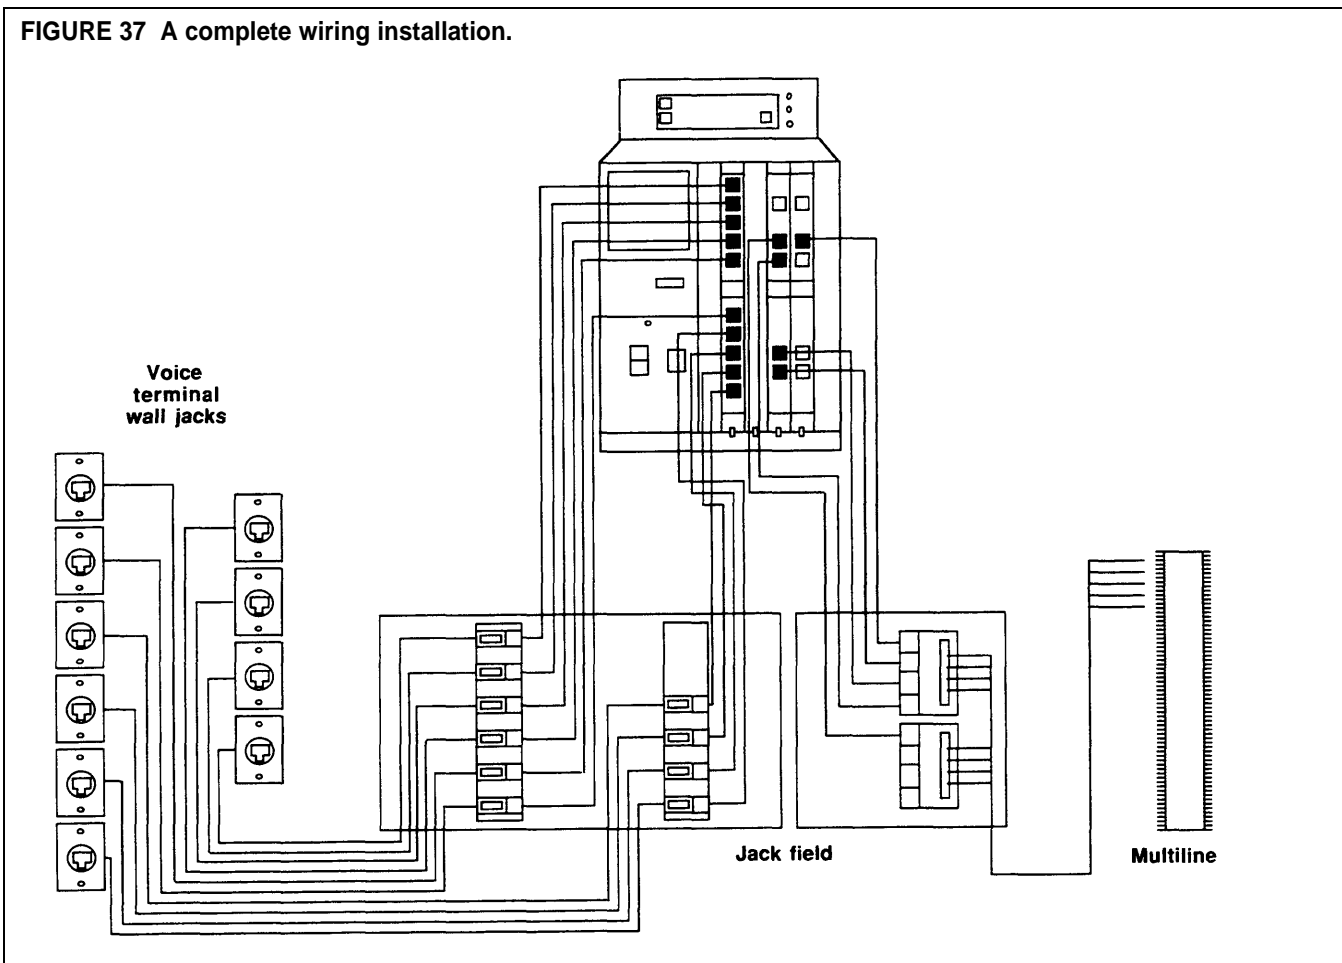 FIGURE 37 A complete wiring installation.
Voice
terminal
wall jacks
Jack field
Multiline